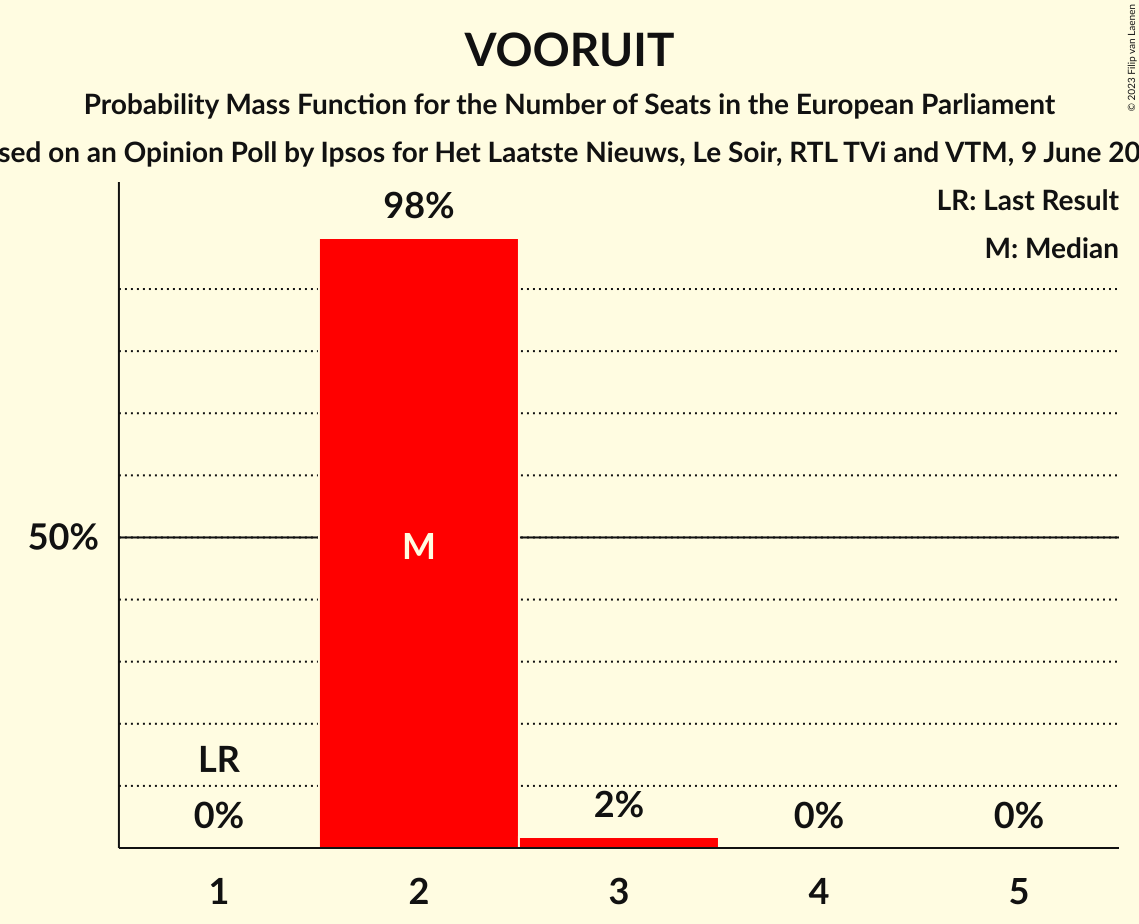 VOORUIT
Probability Mass Function for the Number of Seats in the European Parliament
sed on an Opinion Poll by Ipsos for Het Laatste Nieuws, Le Soir, RTL TVi and VTM, 9 June 20
© 2023 Filip van Laenen
LR: Last Result
M: Median
98%
50%
M
LR
0%
2%
0%
0%
1
2
3
4
5